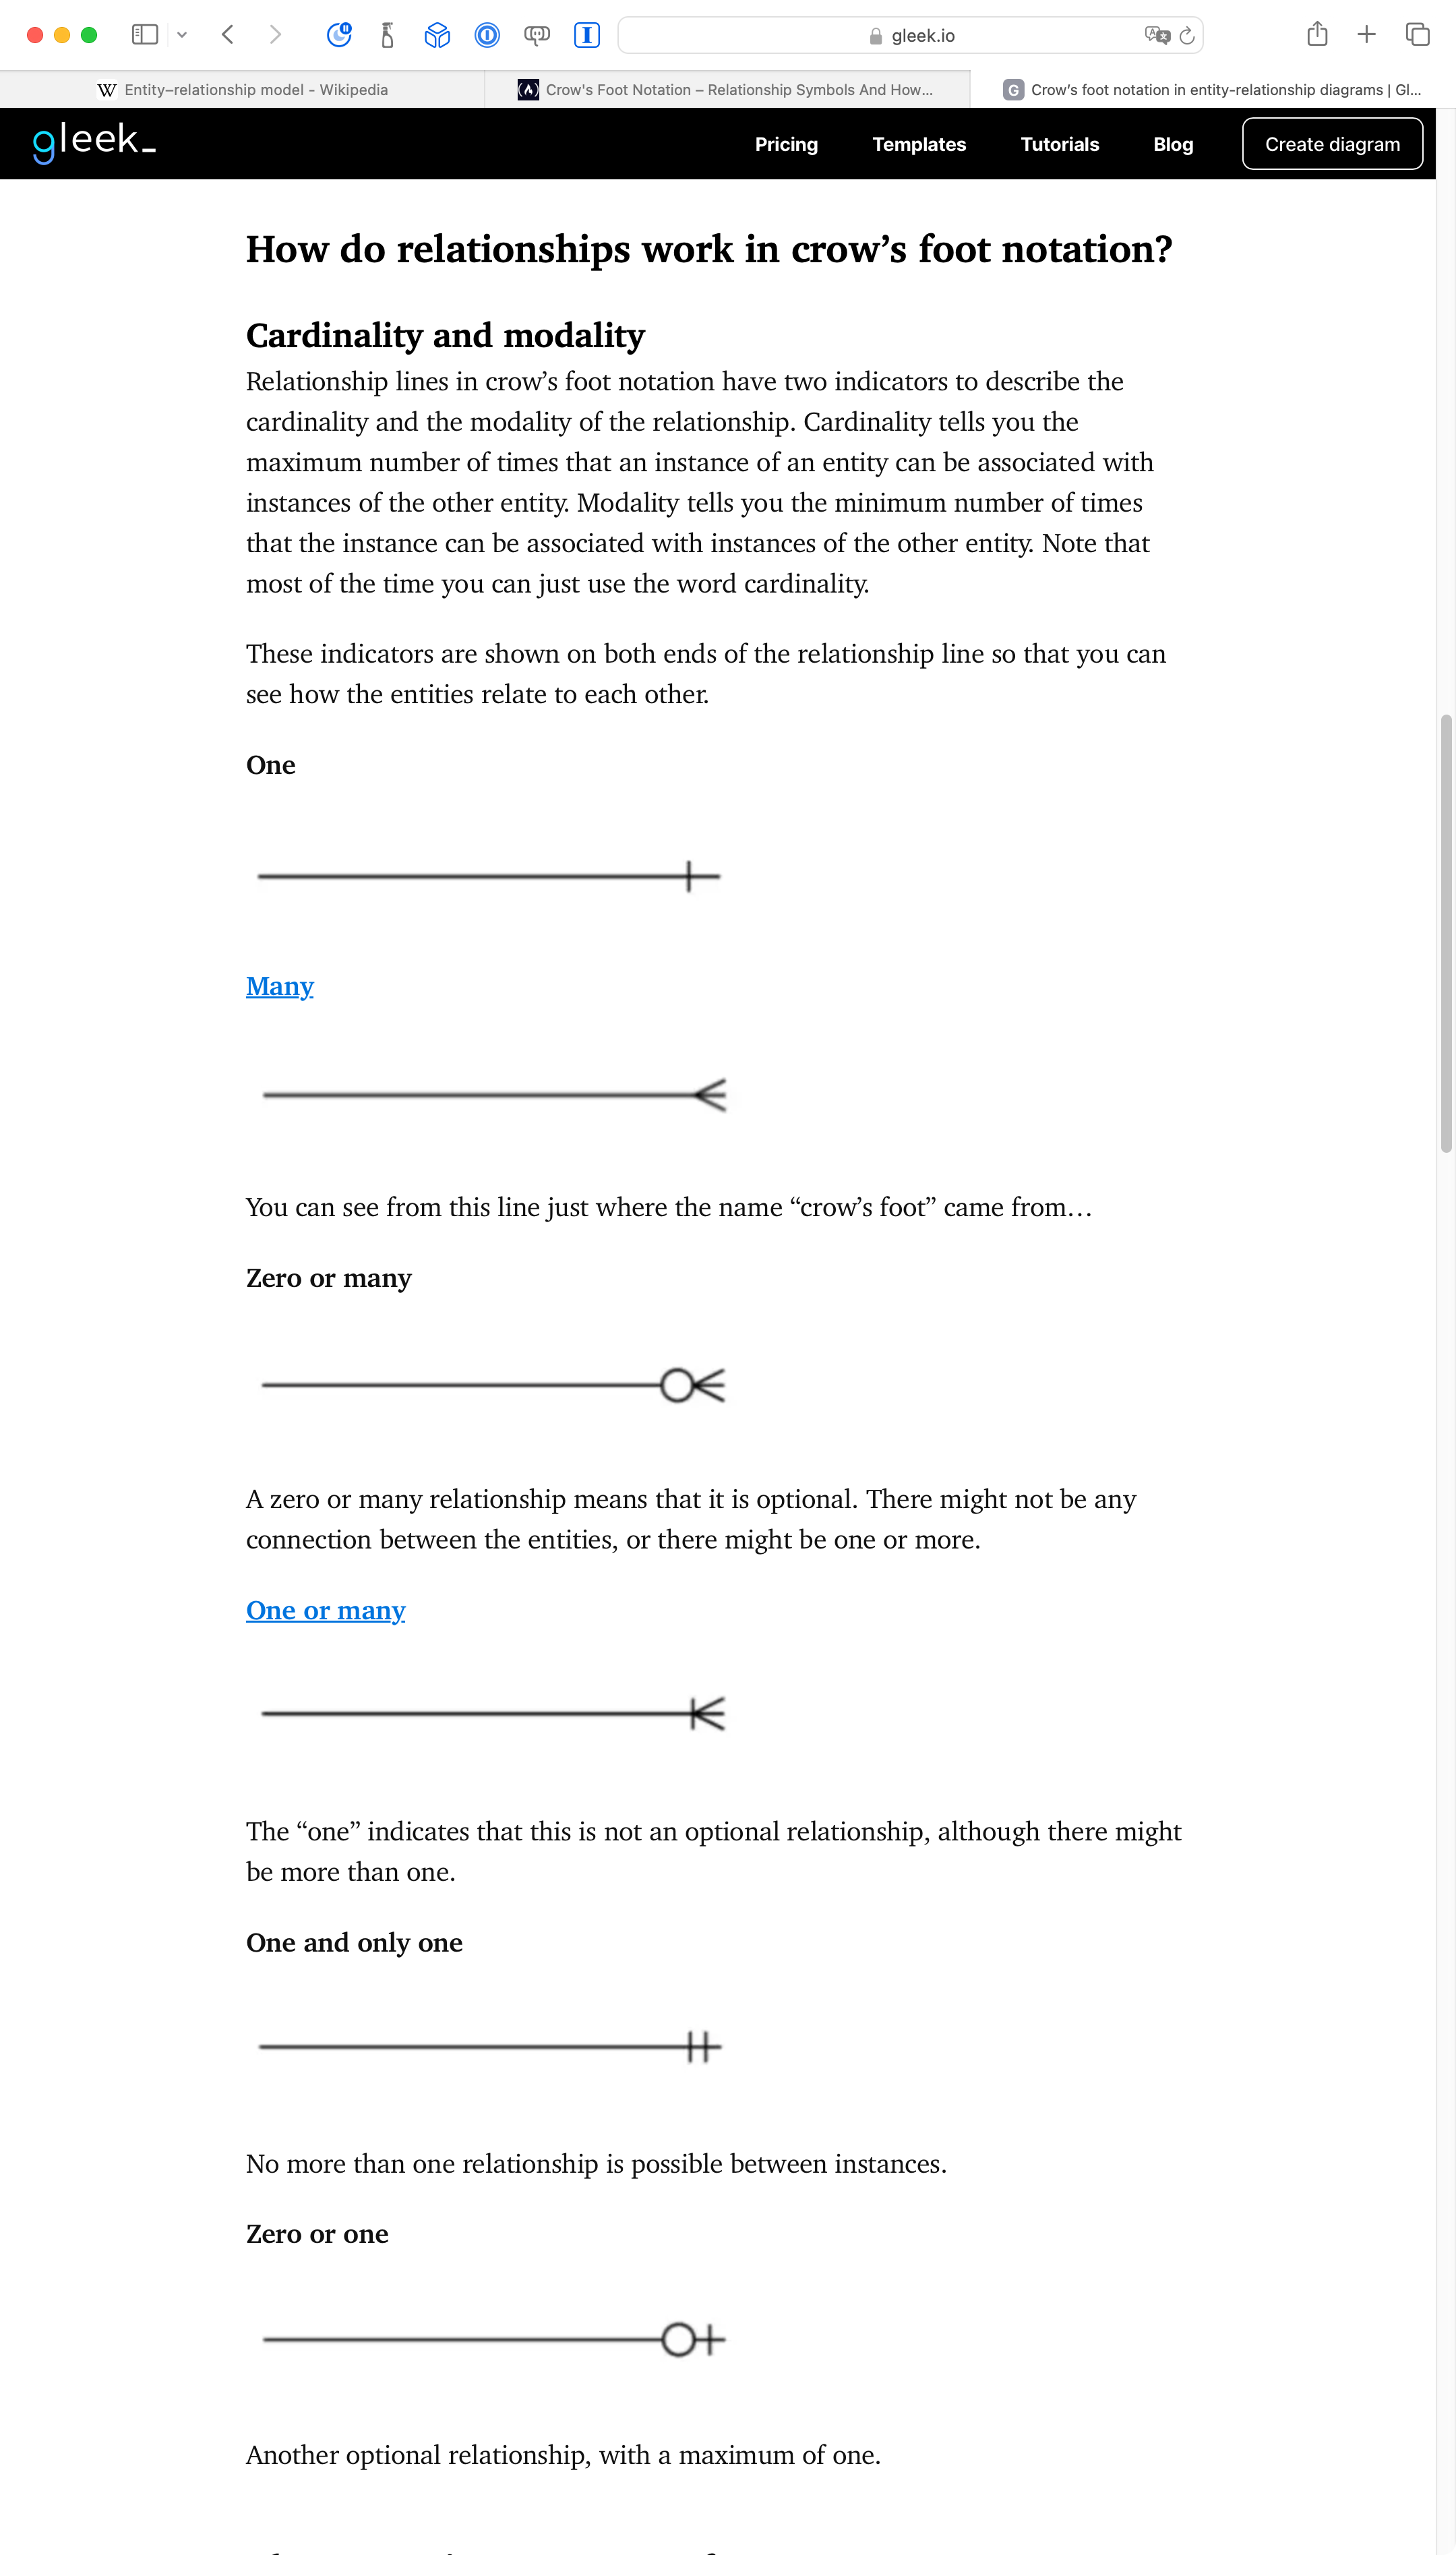 gleek.io
Entity–relationship model - Wikipedia
Crow's Foot Notation – Relationship Symbols And How...
Crow's foot notation in entity-relationship diagrams | Gl...
gleek_
Pricing
Templates
Tutorials
Blog
Create diagram
How do relationships work in crow’s foot notation?
Cardinality and modality
Relationship lines in crow’s foot notation have two indicators to describe the
cardinality and the modality of the relationship. Cardinality tells you the
maximum number of times that an instance of an entity can be associated with
instances of the other entity. Modality tells you the minimum number of times
that the instance can be associated with instances of the other entity. Note that
most of the time you can just use the word cardinality.
These indicators are shown on both ends of the relationship line so that you can
see how the entities relate to each other.
One
Many
You can see from this line just where the name “crow’s foot” came from…
Zero or many
A zero or many relationship means that it is optional. There might not be any
connection between the entities, or there might be one or more.
One or many
The “one” indicates that this is not an optional relationship, although there might
be more than one.
One and only one
No more than one relationship is possible between instances.
Zero or one
Another optional relationship, with a maximum of one.